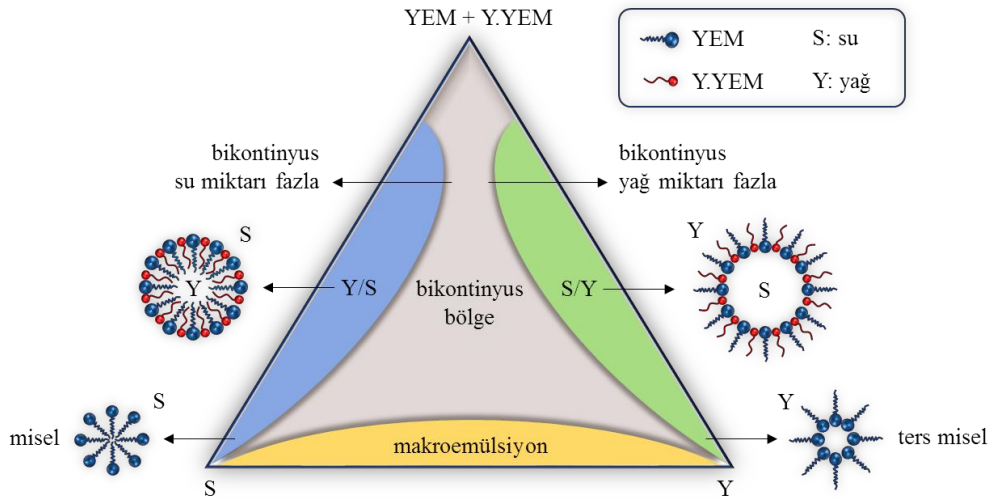 YEM + Y.YEM
YEM
S: su
Y.YEM
Y: yağ
bikontinyus
su miktarı fazla
bikontinyus
yağ miktarı fazla
S
Y
Y
S
Y/S
bikontinyus
bölge
S/Y
S
Y
misel
makroemülsiyon
ters misel
S
Y